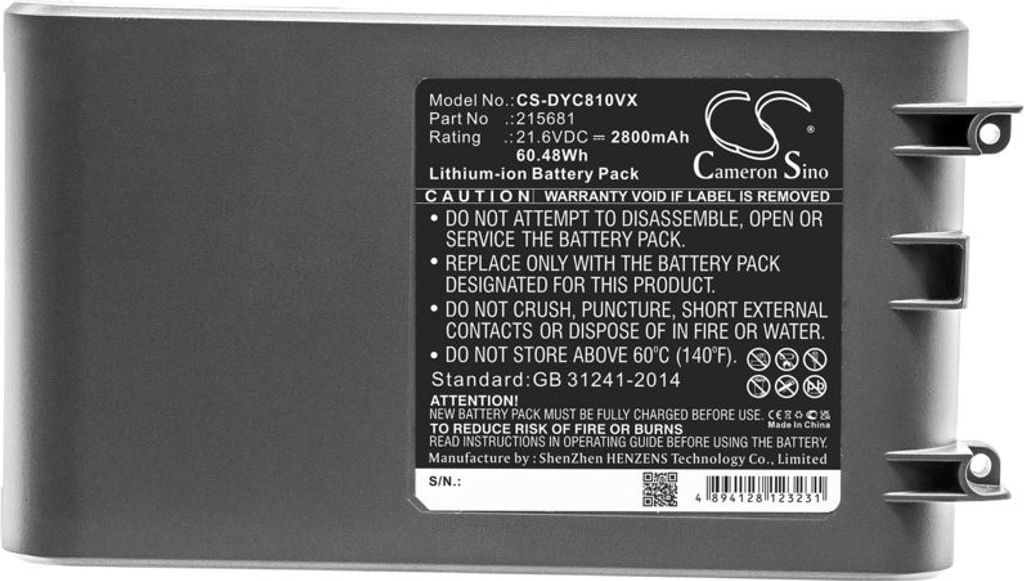 Model No.:CS-DYC810VX
Part No .:215681
Rating .:21.6VDC ⎓ 2800mAh
60.48Wh
Lithium-ion Battery Pack
CS
®
Cameron Sino
CAUTION WARRANTY VOID IF LABEL IS REMOVED
• DO NOT ATTEMPT TO DISASSEMBLE, OPEN OR
SERVICE THE BATTERY PACK.
• REPLACE ONLY WITH THE BATTERY PACK
DESIGNATED FOR THIS PRODUCT.
• DO NOT CRUSH, PUNCTURE, SHORT EXTERNAL
CONTACTS OR DISPOSE OF IN FIRE OR WATER.
• DO NOT STORE ABOVE 60°C (140°F).
Pb
Standard:GB 31241-2014
ATTENTION!
NEW BATTERY PACK MUST BE FULLY CHARGED BEFORE USE.
CE
Made In China
TO REDUCE RISK OF FIRE OR BURNS
READ INSTRUCTIONS IN OPERATING GUIDE BEFORE USING THE BATTERY.
Manufacture by : ShenZhen HENZENS Technology Co., Limited
S/N.:
4 894128 123231